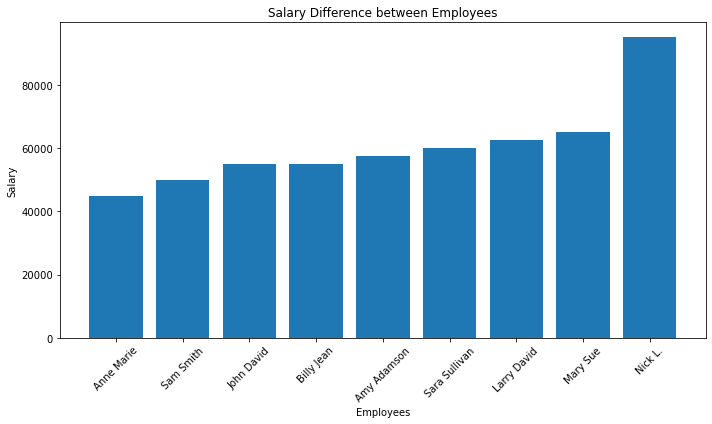 Salary Difference between Employees
Salary
80000
60000
40000
20000
0
Anne Marie
Sam Smith
John David
Billy Jean
Amy Adamson
Sara Sullivan
Larry David
Mary Sue
Nick L.
Employees